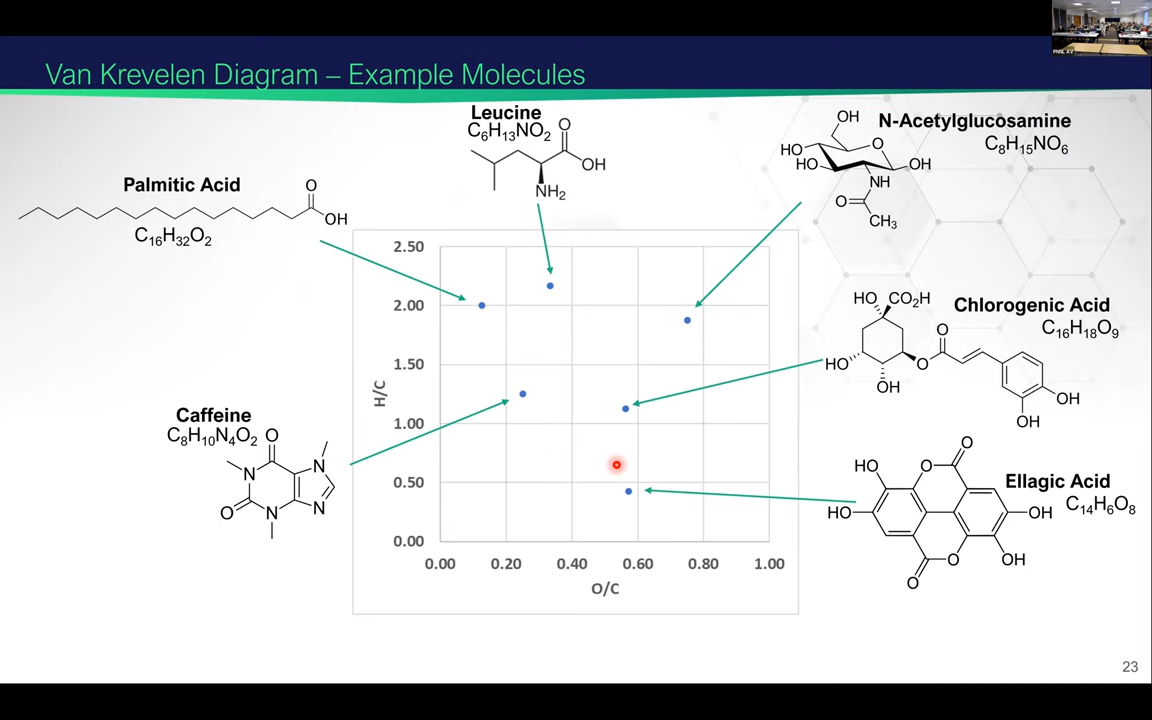 Van Krevelen Diagram – Example Molecules
Leucine
C6H13NO2
O
OH
NH2
N-Acetylglucosamine
C8H15NO6
OH
HO
HO
O
OH
NH
O
CH3
Palmitic Acid
O
OH
C16H32O2
Chlorogenic Acid
C16H18O9
HO
CO2H
HO
OH
O
O
OH
OH
Caffeine
C8H10N4O2
O
N
N
O
N
N
Ellagic Acid
C14H6O8
HO
HO
O
O
OH
OH
O
O
H/C
2.50
2.00
1.50
1.00
0.50
0.00
0.00 0.20 0.40 0.60 0.80 1.00
O/C
23
PNNL AV